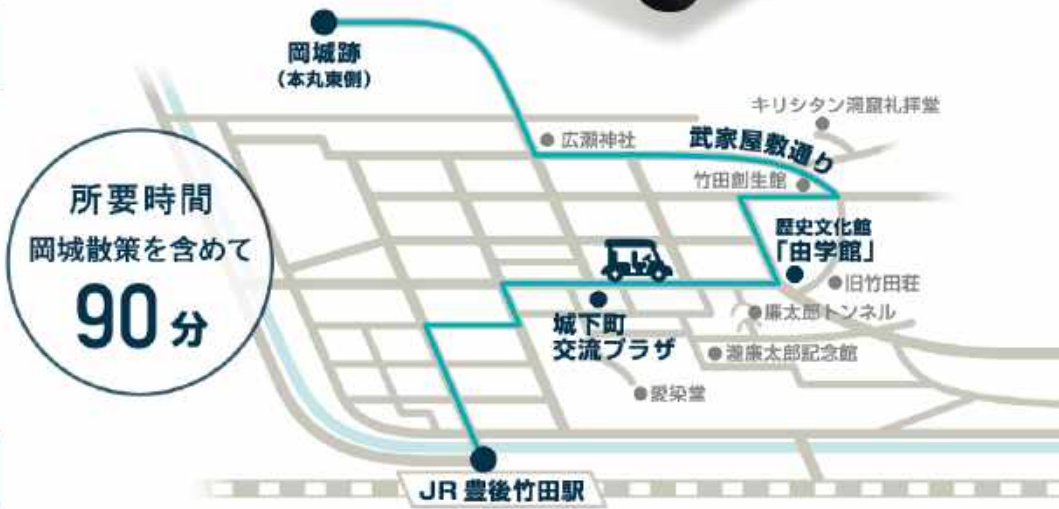 岡城跡
(本丸東側)
キリシタン洞窟礼拝堂
広瀬神社
武家屋敷通り
竹田創生館
所要時間
岡城散策を含めて
90分
歴史文化館
「由学館」
旧竹田荘
廉太郎トンネル
城下町
交流プラザ
瀧廉太郎記念館
愛染堂
JR 豊後竹田駅